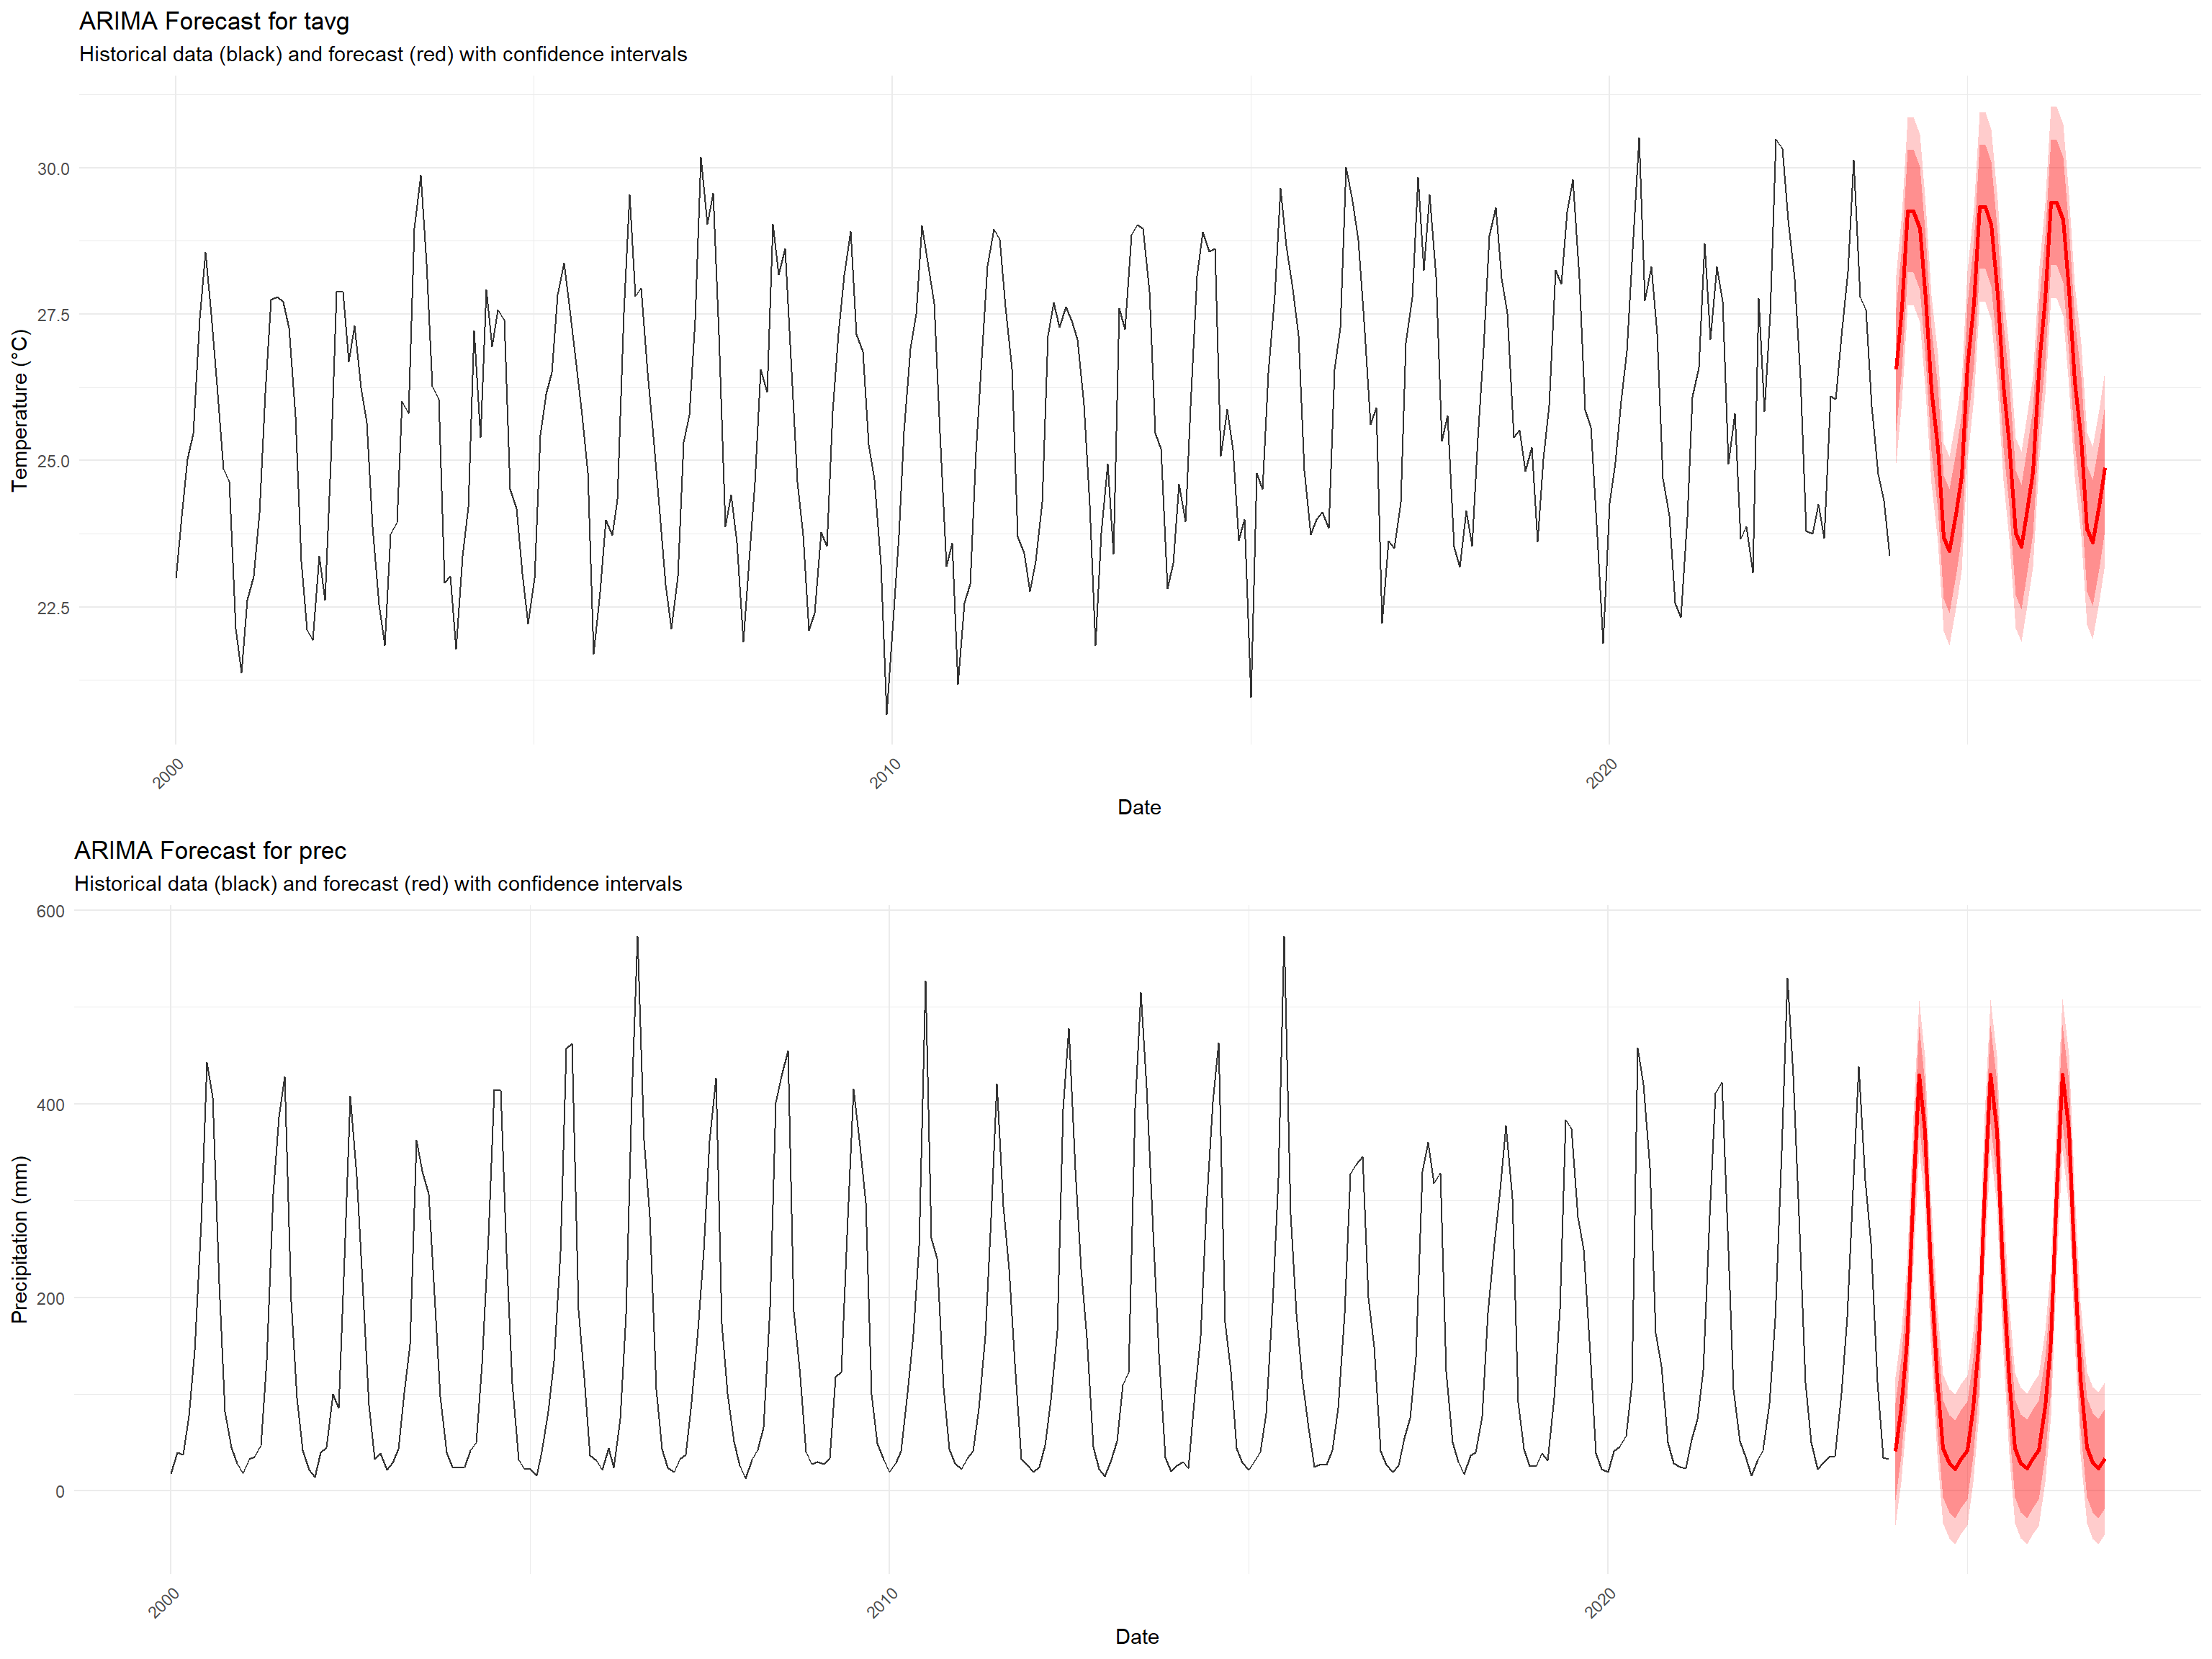 ARIMA Forecast for tavg
Historical data (black) and forecast (red) with confidence intervals
30.0
27.5
25.0
22.5
Temperature (°C)
2000
2010
2020
Date
ARIMA Forecast for prec
Historical data (black) and forecast (red) with confidence intervals
600
400
200
0
Precipitation (mm)
2000
2010
2020
Date